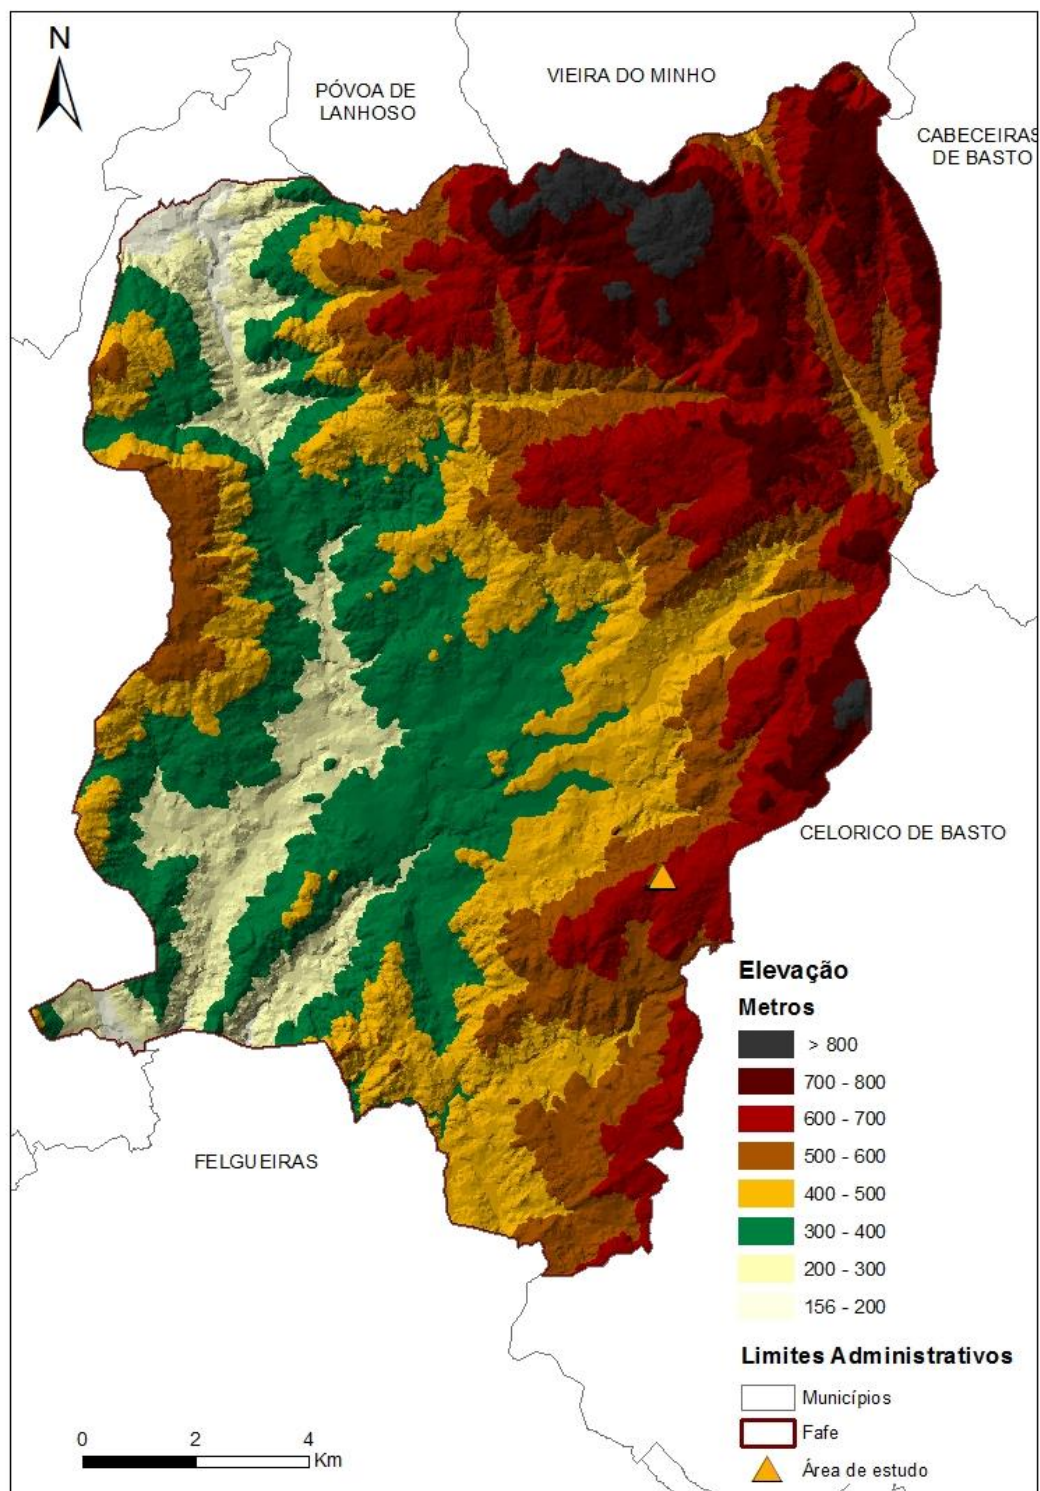 N
PÓVOA DE
LANHOSO
VIEIRA DO MINHO
CABECEIRAS
DE BASTO
CELORICO DE BASTO
FELGUEIRAS
Elevação
Metros
> 800
700 - 800
600 - 700
500 - 600
400 - 500
300 - 400
200 - 300
156 - 200
Limites Administrativos
Municípios
Fafe
Área de estudo
0 2 4
Km